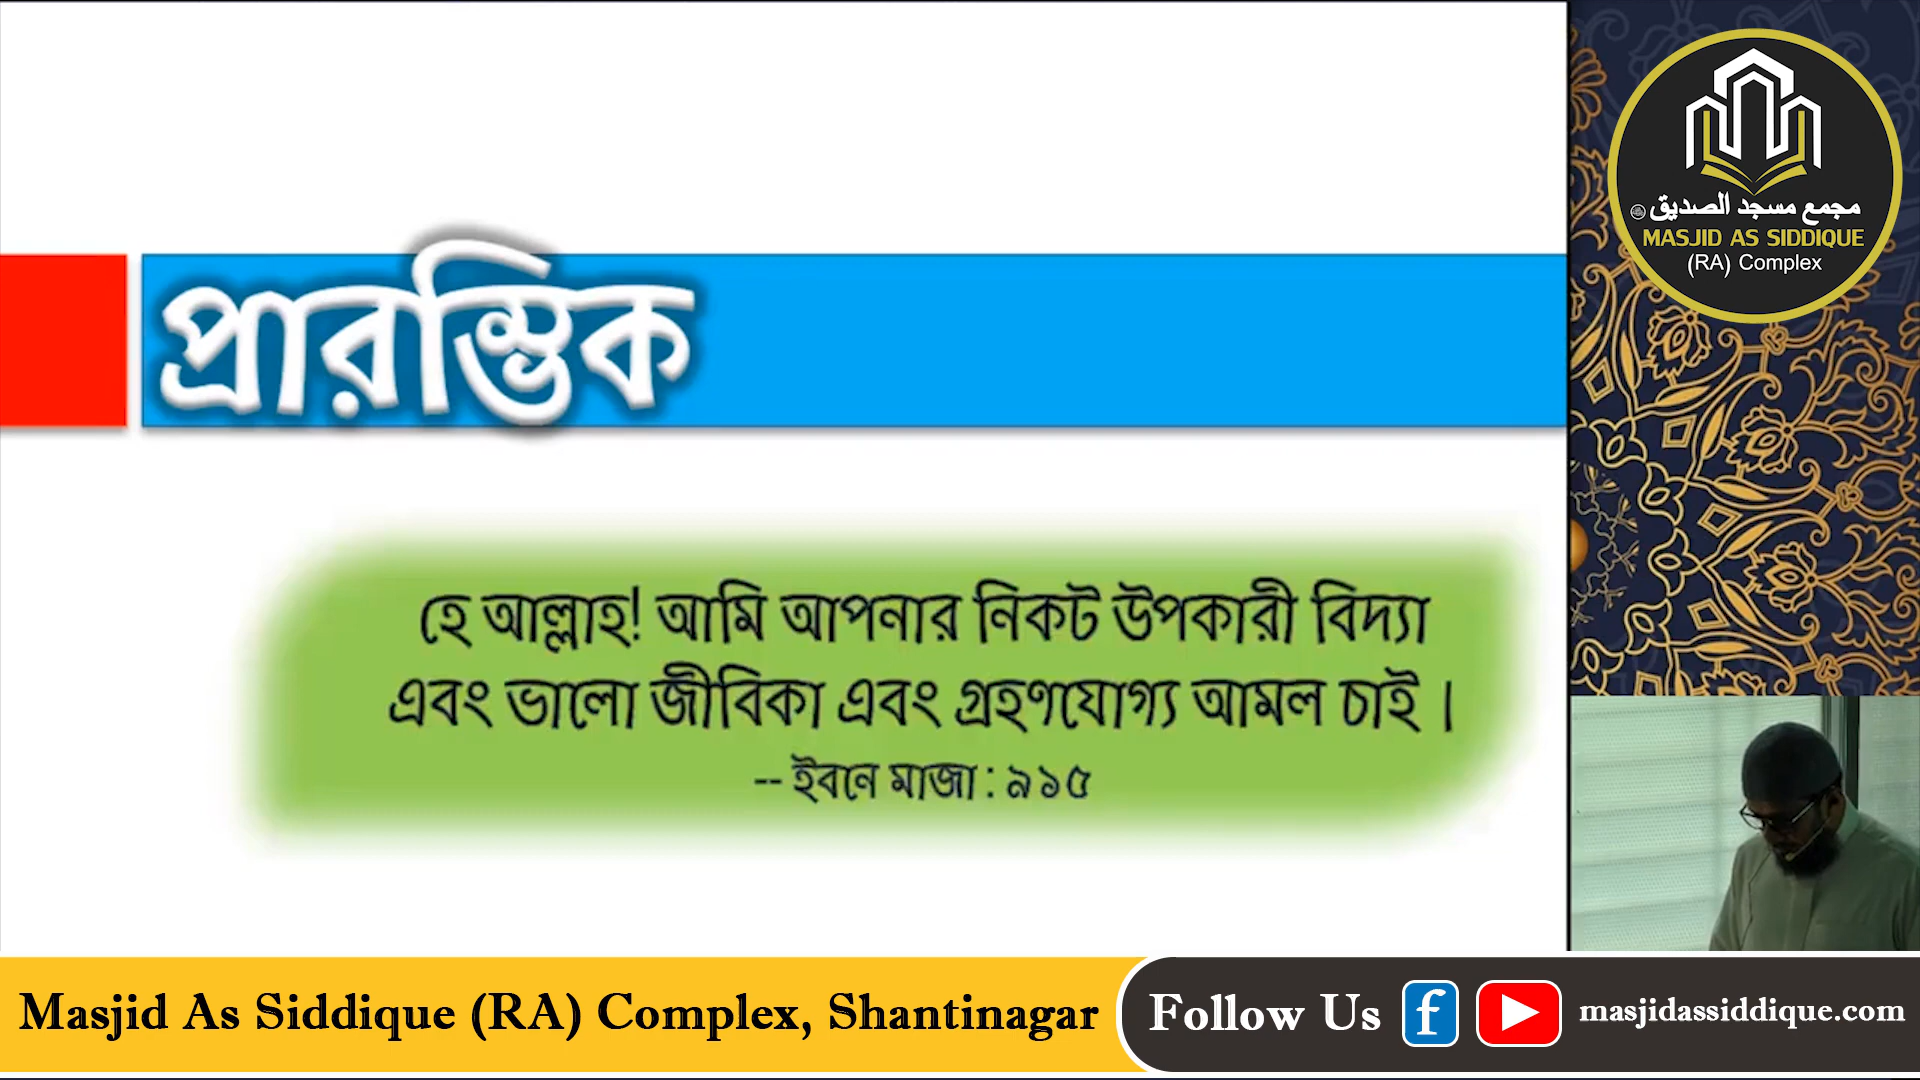 প্রারম্ভিক
হে আল্লাহ! আমি আপনার নিকট উপকারী বিদ্যা
এবং ভালো জীবিকা এবং গ্রহণযোগ্য আমল চাই ।
-- ইবনে মাজা : ৯১৫
مجمع مسجد الصديق
MASJID AS SIDDIQUE
(RA) Complex
Masjid As Siddique (RA) Complex, Shantinagar
Follow Us
masjidassiddique.com